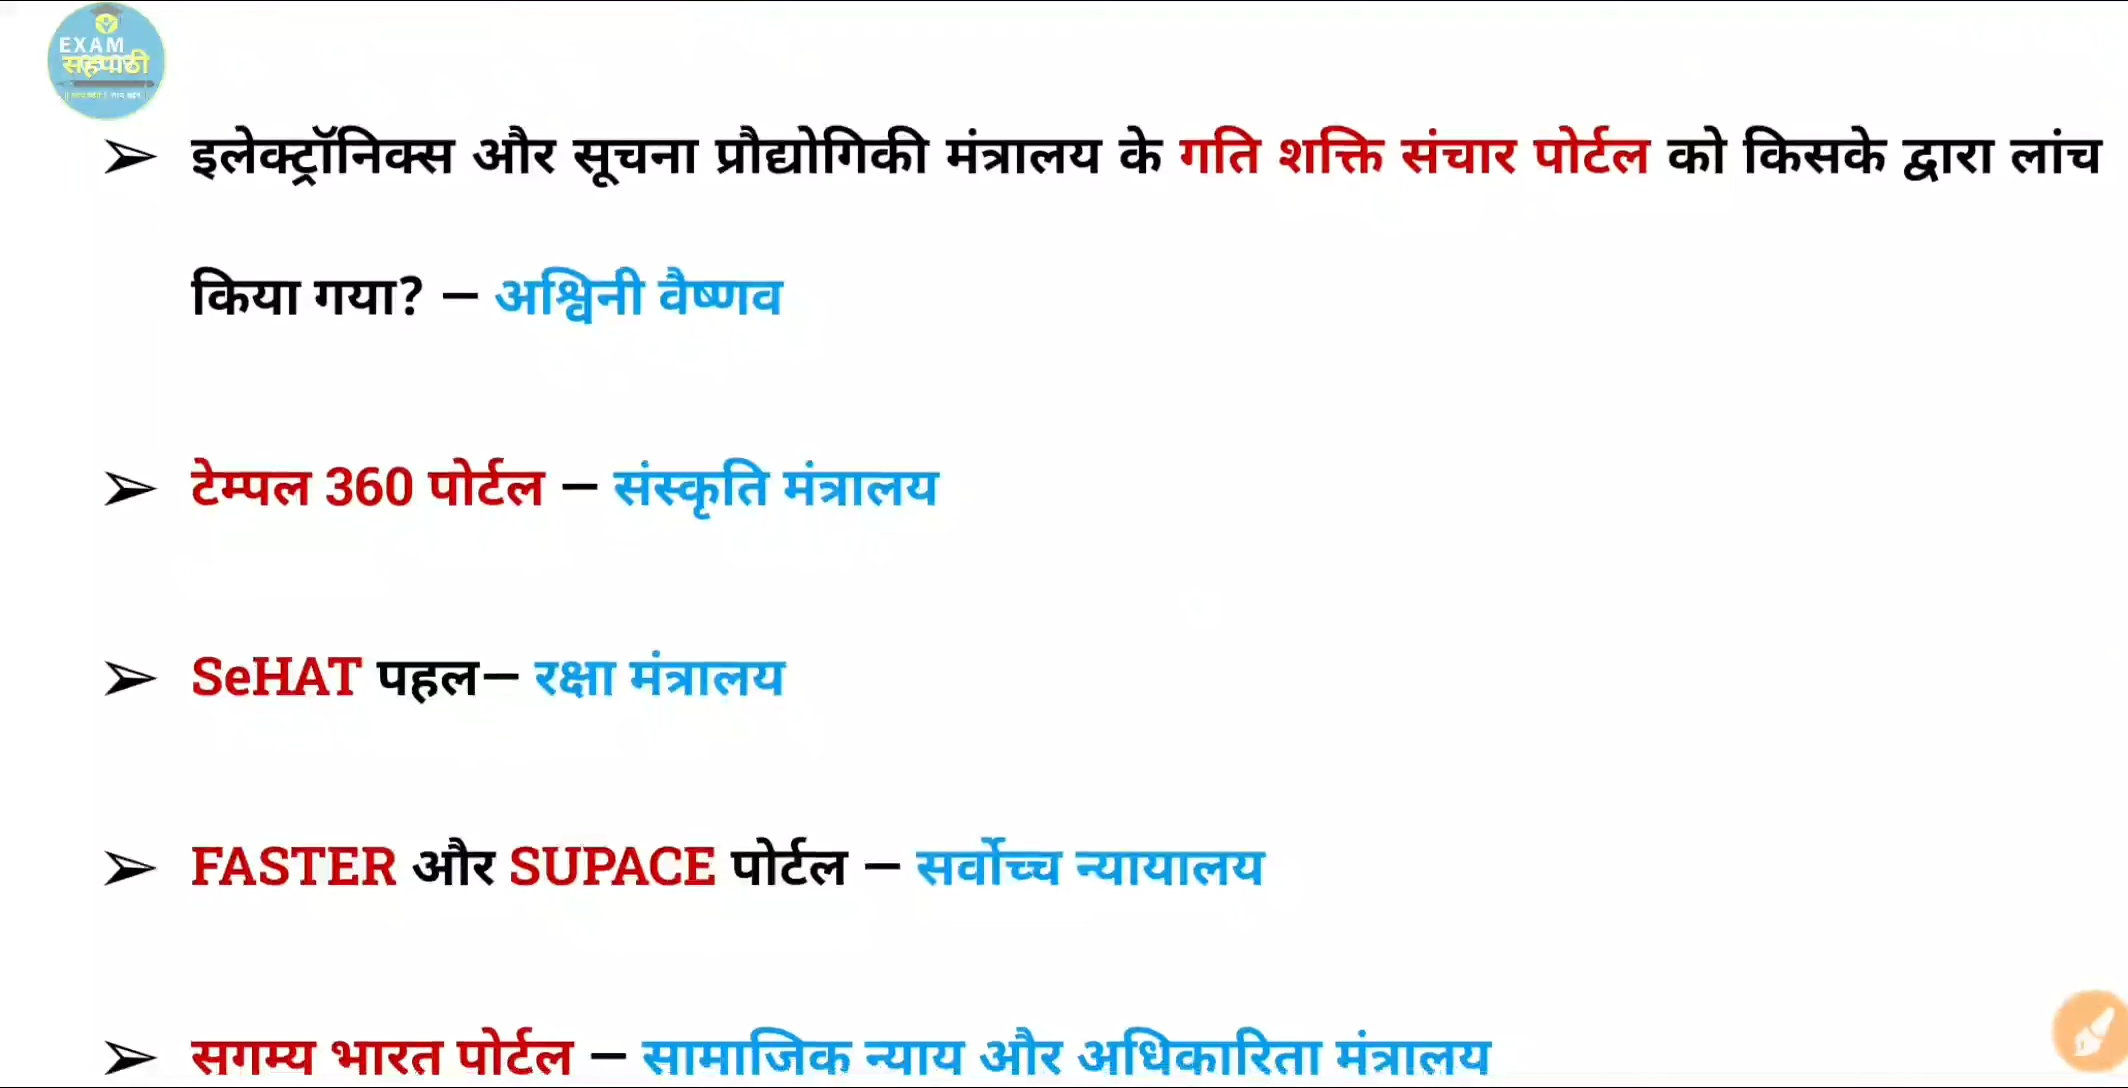 EXAM
सहपाठी
➢ इलेक्ट्रॉनिक्स और सूचना प्रौद्योगिकी मंत्रालय के गति शक्ति संचार पोर्टल को किसके द्वारा लांच
किया गया? – अश्विनी वैष्णव
➢ टेम्पल 360 पोर्टल – संस्कृति मंत्रालय
➢ SeHAT पहल– रक्षा मंत्रालय
➢ FASTER और SUPACE पोर्टल – सर्वोच्च न्यायालय
➢ सगम्य भारत पोर्टल – सामाजिक न्याय और अधिकारिता मंत्रालय